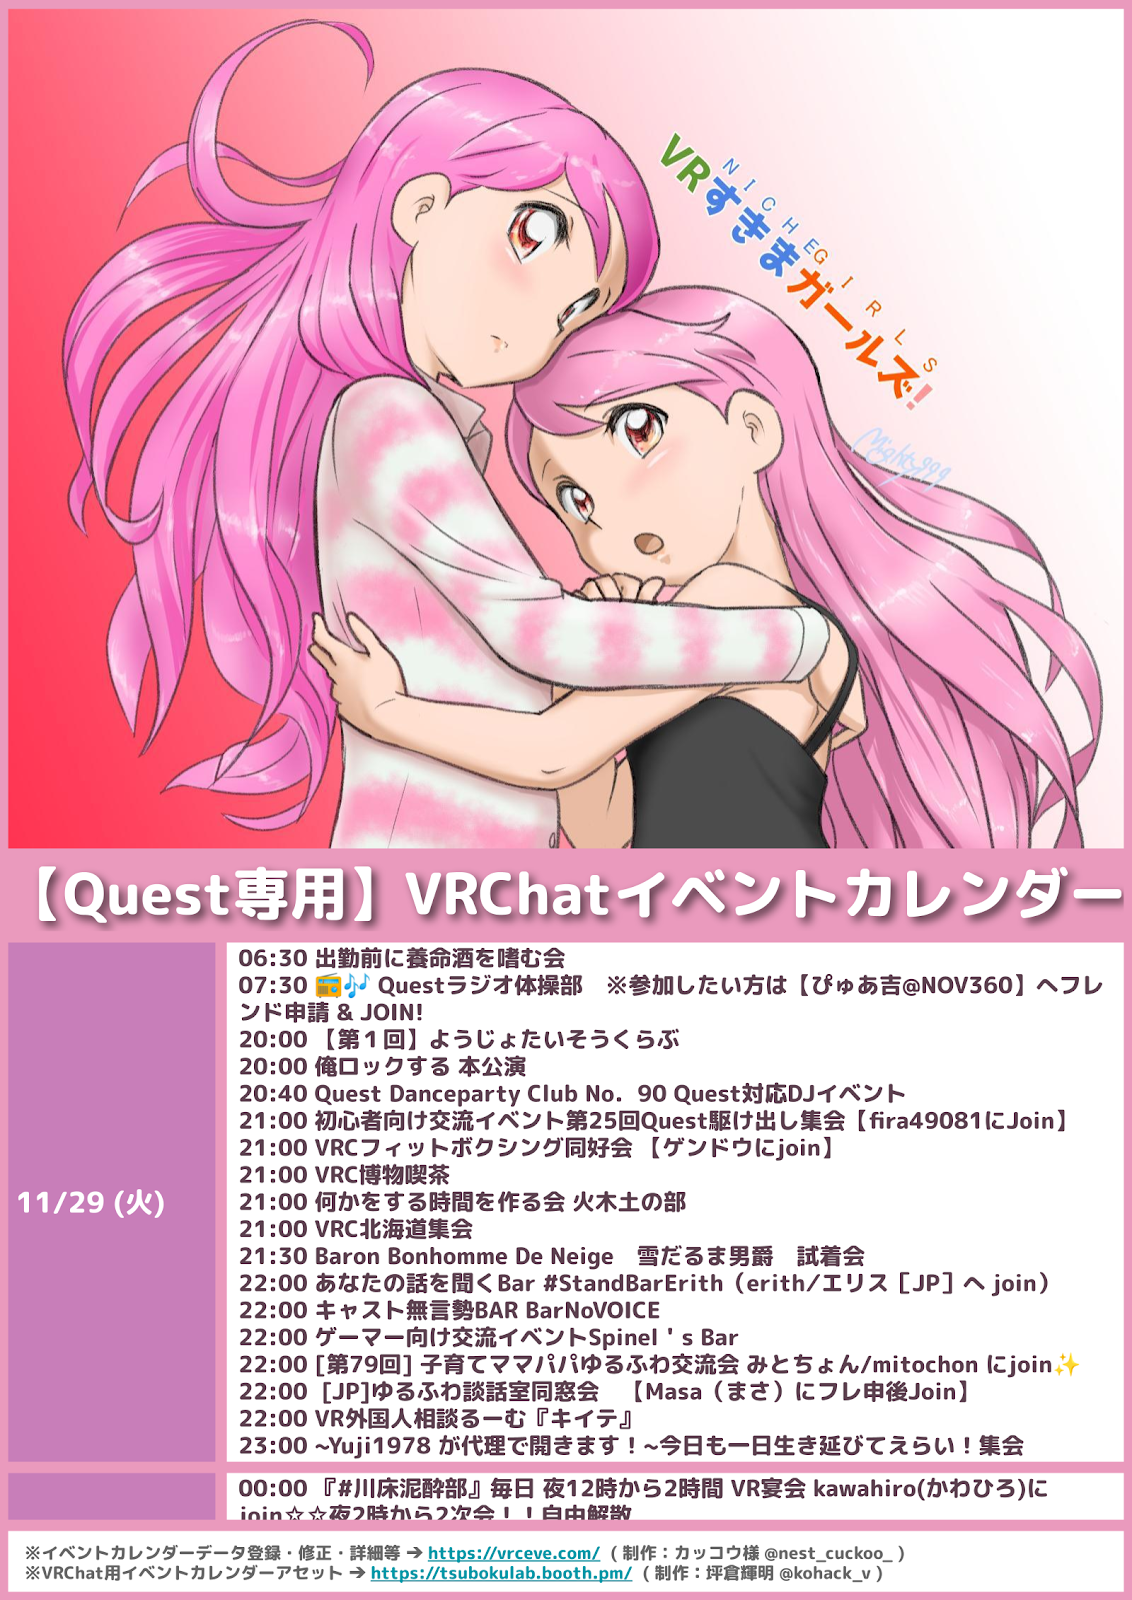 NICHE GIRLS
VRすきまガールズ!
Mighty999
【Quest専用】VRChatイベントカレンダー
11/29 (火)
06:30 出勤前に養命酒を嗜む会
07:30 📻🎶 Questラジオ体操部　※参加したい方は【ぴゅあ吉@NOV360】へフレ
ンド申請 & JOIN!
20:00 【第１回】ようじょたいそうくらぶ
20:00 俺ロックする 本公演
20:40 Quest Danceparty Club No．90 Quest対応DJイベント
21:00 初心者向け交流イベント第25回Quest駆け出し集会【fira49081にJoin】
21:00 VRCフィットボクシング同好会 【ゲンドウにjoin】
21:00 VRC博物喫茶
21:00 何かをする時間を作る会 火木土の部
21:00 VRC北海道集会
21:30 Baron Bonhomme De Neige　雪だるま男爵　試着会
22:00 あなたの話を聞くBar #StandBarErith（erith/エリス［JP］へ join）
22:00 キャスト無言勢BAR BarNoVOICE
22:00 ゲーマー向け交流イベントSpinel＇s Bar
22:00 [第79回] 子育てママパパゆるふわ交流会 みとちょん/mitochon にjoin✨
22:00 [JP]ゆるふわ談話室同窓会　【Masa（まさ）にフレ申後Join】
22:00 VR外国人相談るーむ『キイテ』
23:00 ~Yuji1978 が代理で開きます！~今日も一日生き延びてえらい！集会
00:00 『#川床泥酔部』毎日 夜12時から2時間 VR宴会 kawahiro(かわひろ)に
join☆☆夜2時から2次会！！自由解散
※イベントカレンダーデータ登録・修正・詳細等 ➔ https://vrceve.com/（ 制作：カッコウ様 @nest_cuckoo_ ）
※VRChat用イベントカレンダーアセット ➔ https://tsubokulab.booth.pm/（ 制作：坪倉輝明 @kohack_v ）